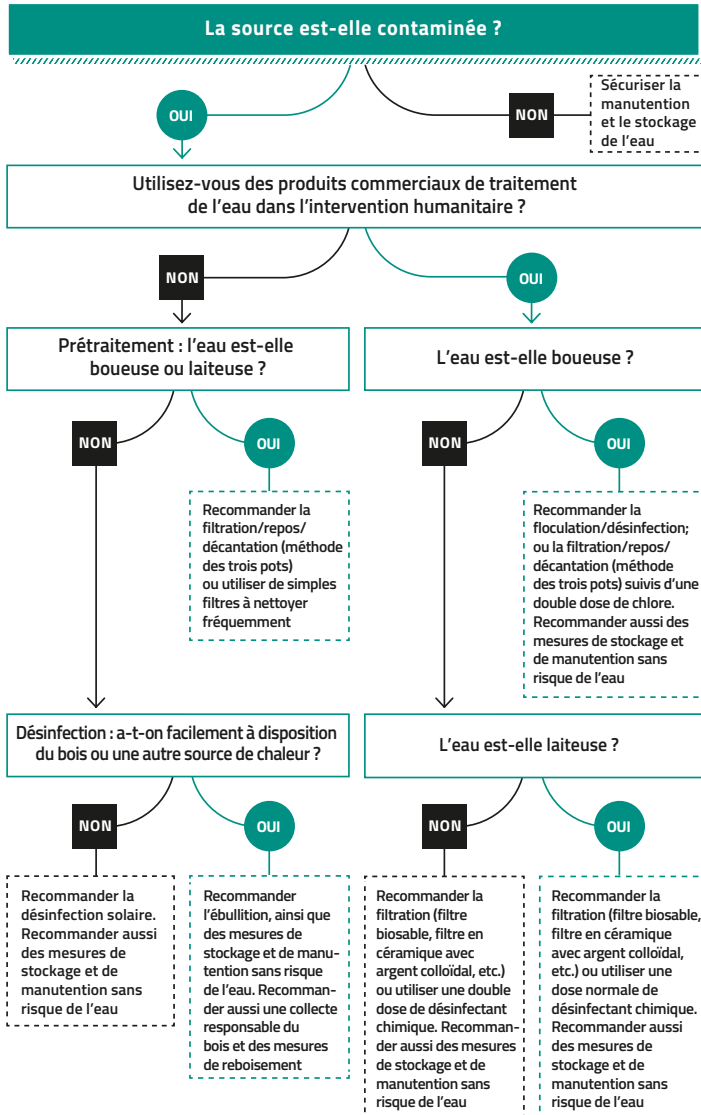 La source est-elle contaminée ?
OUI
NON
Sécuriser la
manutention
et le stockage
de l'eau
Utilisez-vous des produits commerciaux de traitement
de l'eau dans l'intervention humanitaire ?
NON
OUI
Prétraitement : l'eau est-elle
boueuse ou laiteuse ?
L'eau est-elle boueuse ?
NON
OUI
NON
OUI
Recommander la
filtration/repos/
décantation (méthode
des trois pots)
ou utiliser de simples
filtres à nettoyer
fréquemment
Recommander la
floculation/désinfection;
ou la filtration/repos/
décantation (méthode
des trois pots) suivis d'une
double dose de chlore.
Recommander aussi des
mesures de stockage et
de manutention sans
risque de l'eau
Désinfection : a-t-on facilement à disposition
du bois ou une autre source de chaleur ?
L'eau est-elle laiteuse ?
NON
OUI
NON
OUI
Recommander la
désinfection solaire.
Recommander aussi
des mesures de
stockage et de
manutention sans
risque de l'eau
Recommander
l'ébullition, ainsi que
des mesures de
stockage et de manu-
tention sans risque
de l'eau. Recomman-
der aussi une collecte
responsable du
bois et des mesures
de reboisement
Recommander la
filtration (filtre
biosable, filtre en
céramique avec
argent colloïdal, etc.)
ou utiliser une double
dose de désinfectant
chimique. Recomman-
der aussi des mesures
de stockage et de
manutention sans
risque de l'eau
Recommander la
filtration (filtre biosable,
filtre en céramique
avec argent colloïdal,
etc.) ou utiliser une
dose normale de
désinfectant chimique.
Recommander aussi
des mesures de
stockage et de
manutention sans
risque de l'eau